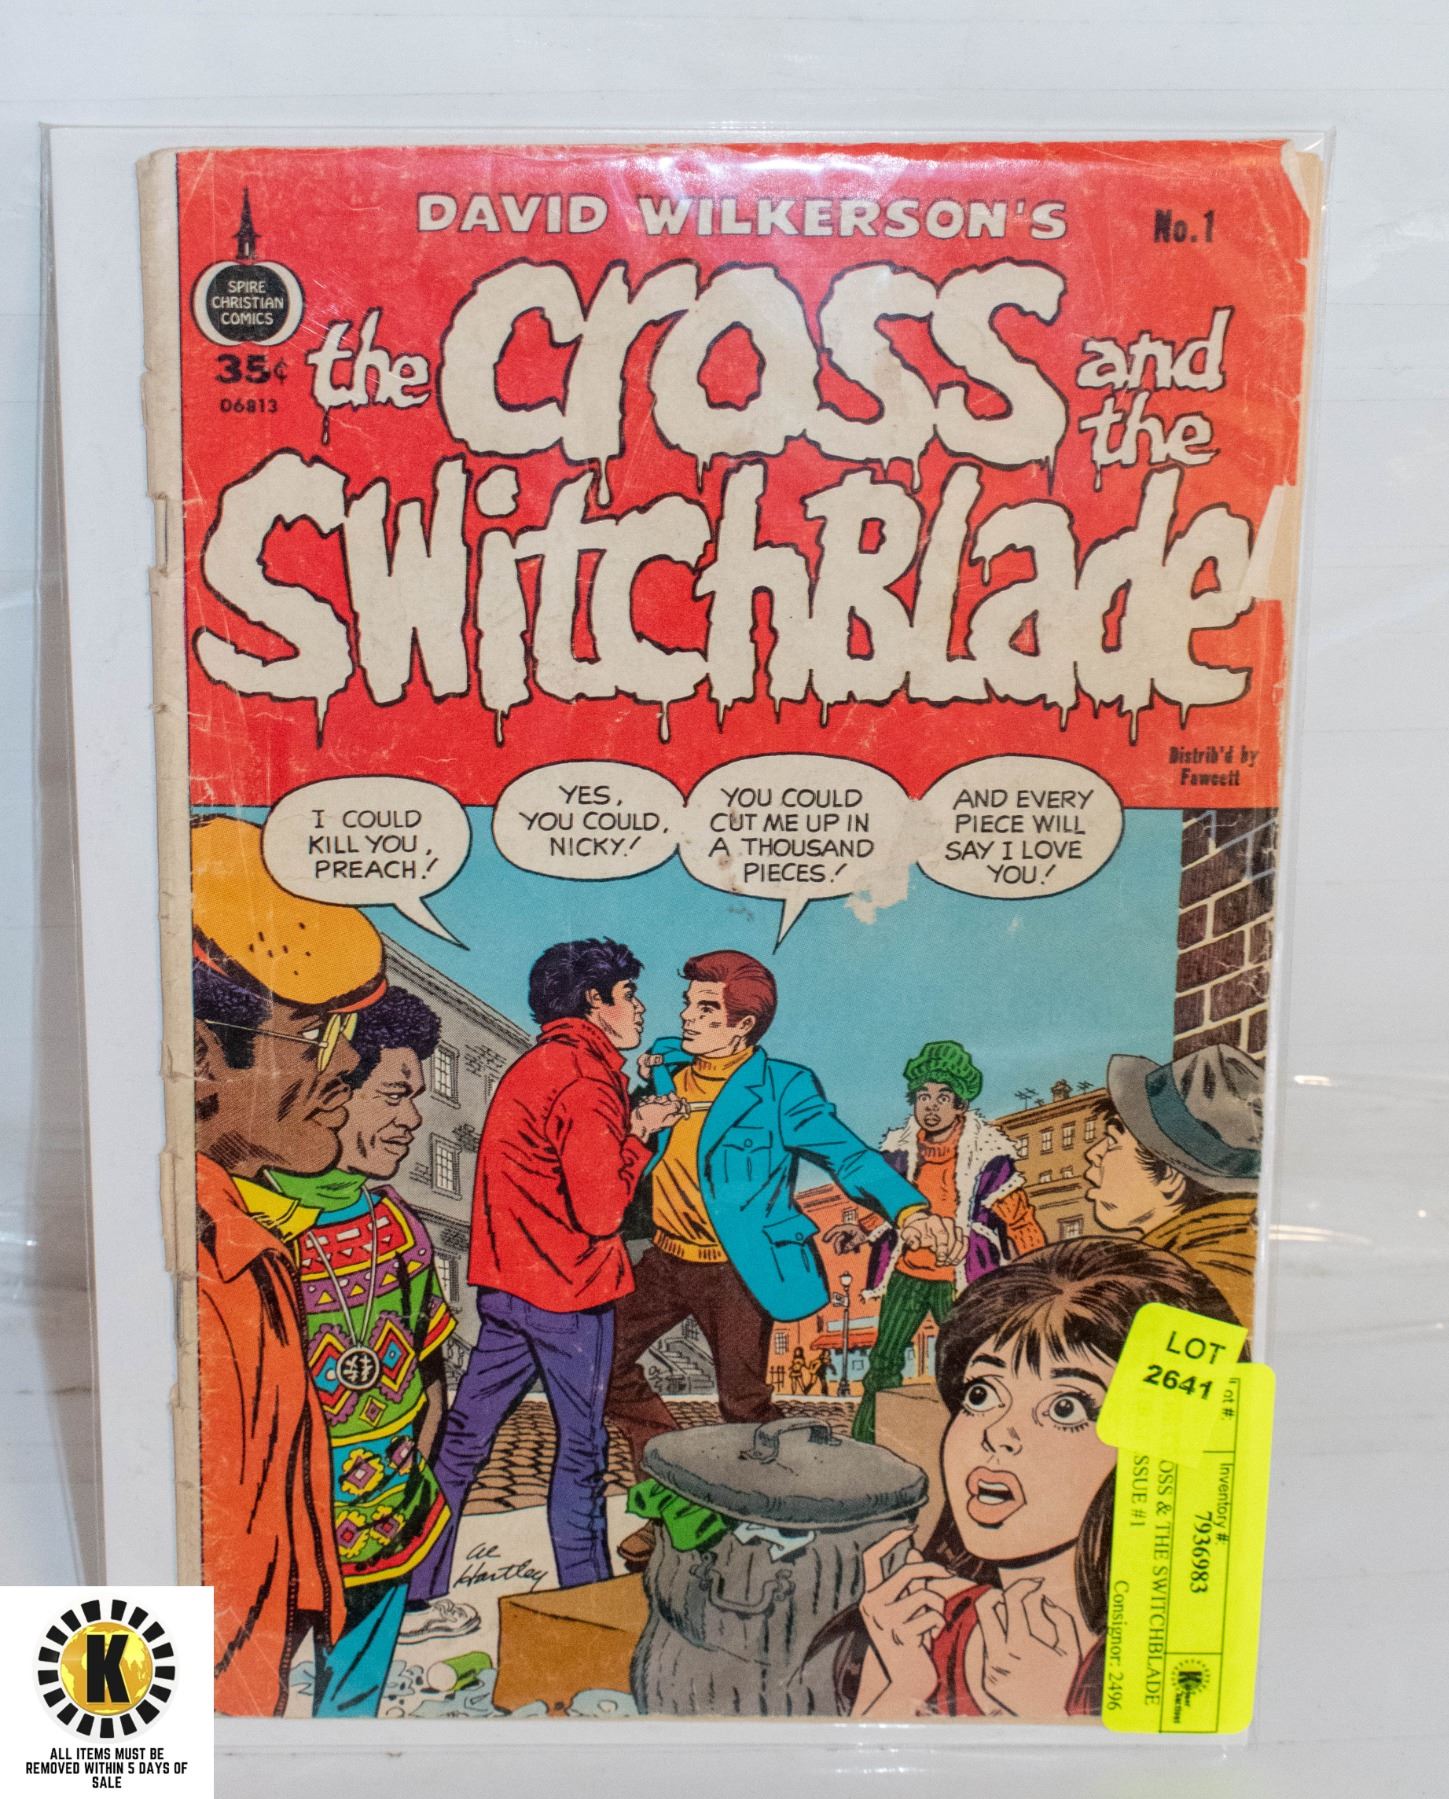 DAVID WILKERSON'S
No. 1
SPIRE
CHRISTIAN
COMICS
35¢
06813
the cross and
the
SWitchBlade
Distrib'd by
Fawcett
I COULD
KILL YOU,
PREACH!
YES,
YOU COULD,
NICKY!
YOU COULD
CUT ME UP IN
A THOUSAND
PIECES!
AND EVERY
PIECE WILL
SAY I LOVE
YOU!
Al
Hartley
LOT
2641
ot #:
Inventory #:
7936983
OSS & THE SWITCHBLADE
SSUE #1
Consignor: 2496
K
ALL ITEMS MUST BE
REMOVED WITHIN 5 DAYS OF
SALE